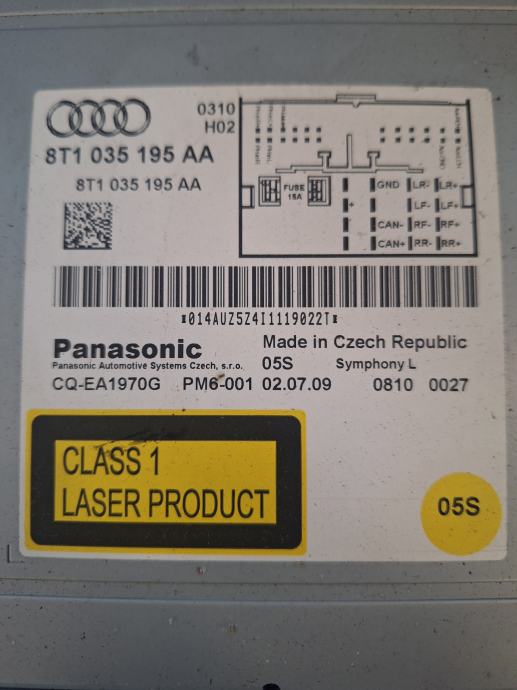 0310
H02
8T1 035 195 AA
8T1 035 195 AA
FUSE
15A
+
GND LR- LR+
LF- LF+
CAN- RF- RF+
CAN+ RR- RR+
*014AUZ5Z4I1119022T*
Panasonic
Made in Czech Republic
Panasonic Automotive Systems Czech, s.r.o.
05S Symphony L
CQ-EA1970G PM6-001 02.07.09 0810 0027
CLASS 1
LASER PRODUCT
05S